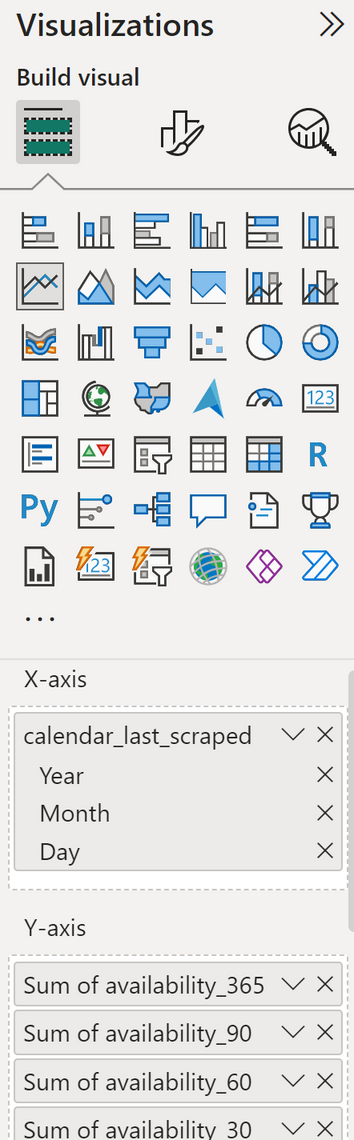 Visualizations
Build visual
123
R
Py
123
X-axis
calendar_last_scraped
Year
Month
Day
Y-axis
Sum of availability_365
Sum of availability_90
Sum of availability_60
Sum of availability_30